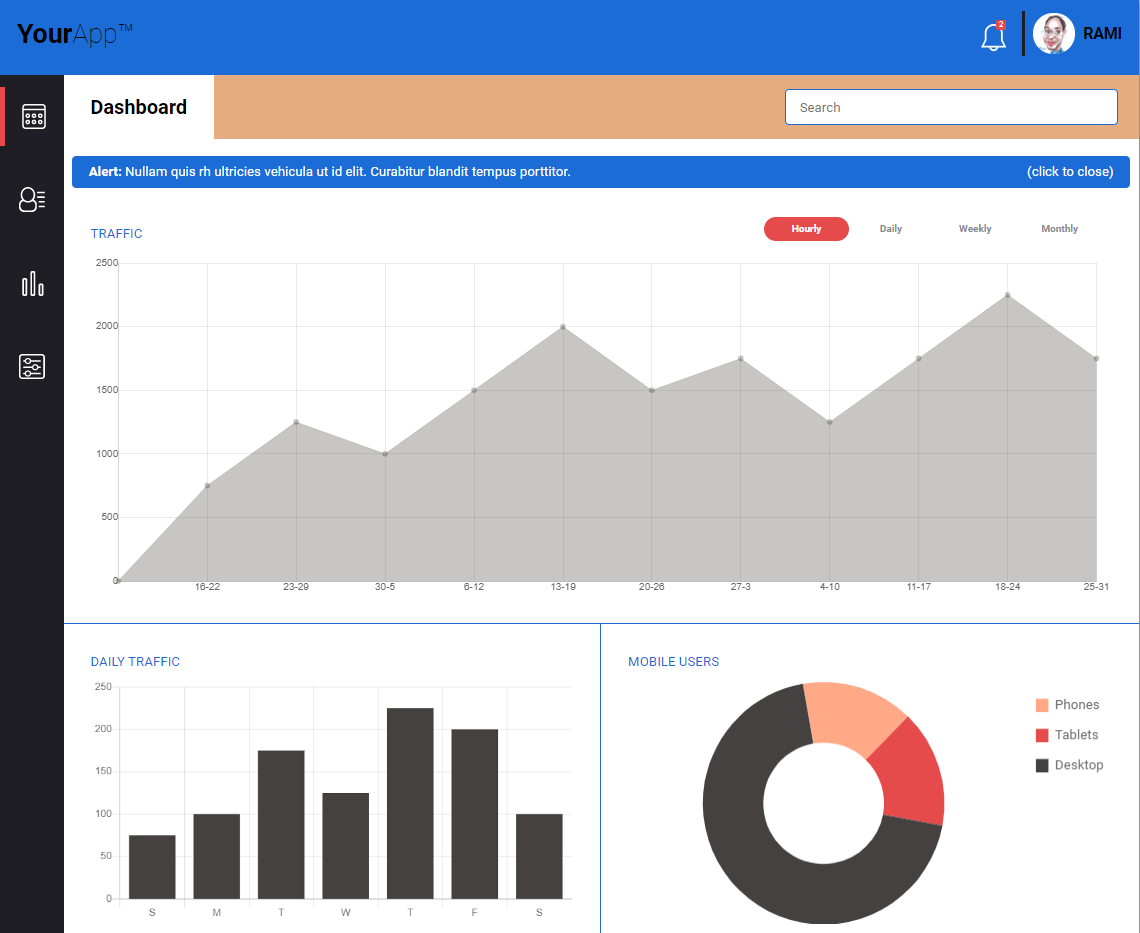 YourApp™
2
RAMI
Dashboard
Search
Alert: Nullam quis rh ultricies vehicula ut id elit. Curabitur blandit tempus porttitor.
(click to close)
TRAFFIC
Hourly Daily Weekly Monthly
2500
2000
1500
1000
500
0
16-22 23-29 30-5 6-12 13-19 20-26 27-3 4-10 11-17 18-24 25-31
DAILY TRAFFIC
250
200
150
100
50
0
S M T W T F S
MOBILE USERS
Phones
Tablets
Desktop